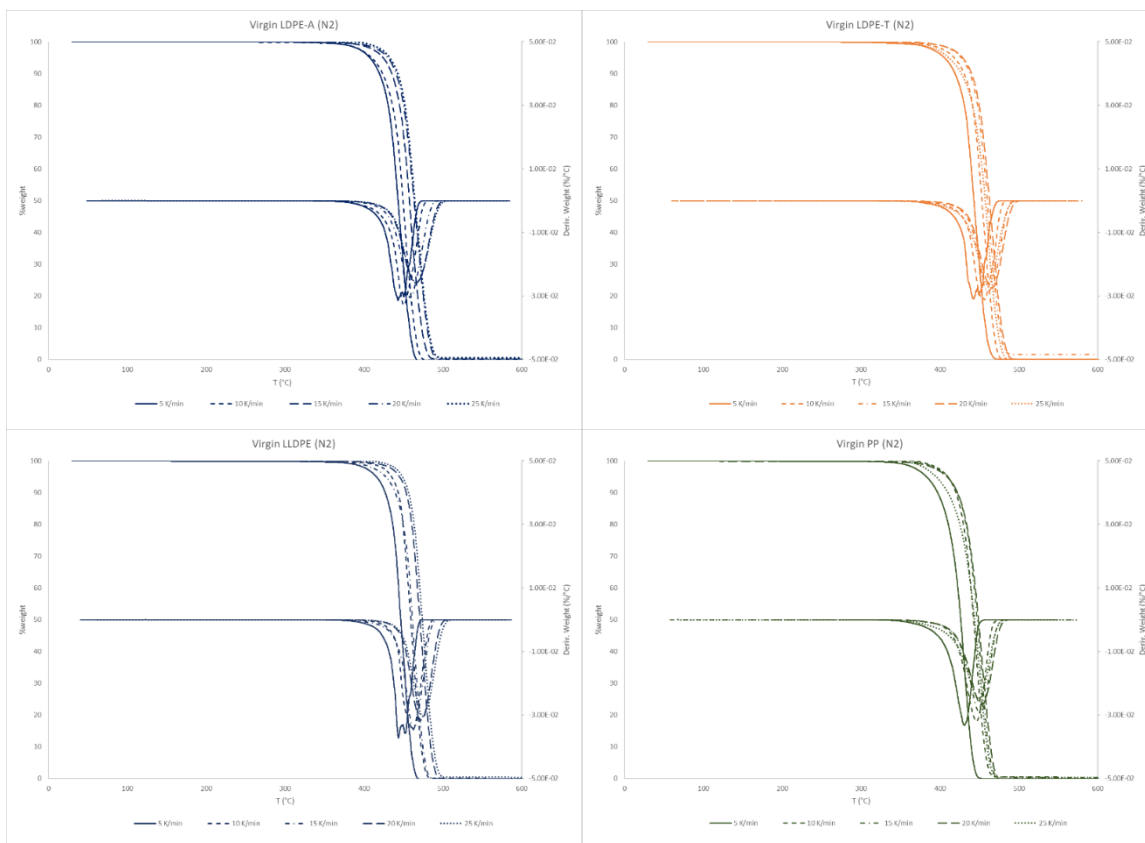 Virgin LDPE-A (N2)
100
90
80
70
60
50
40
30
20
10
0
%weight
5.00E-02
3.00E-02
1.00E-02
-1.00E-02
-3.00E-02
-5.00E-02
Deriv. Weight (%/°C)
0 100 200 300 400 500 600
T (°C)
5 K/min 10 K/min 15 K/min 20 K/min 25 K/min
Virgin LDPE-T (N2)
100
90
80
70
60
50
40
30
20
10
0
%weight
5.00E-02
3.00E-02
1.00E-02
-1.00E-02
-3.00E-02
-5.00E-02
Deriv. Weight (%/°C)
0 100 200 300 400 500 600
T (°C)
5 K/min 10 K/min 15 K/min 20 K/min 25 K/min
Virgin LLDPE (N2)
100
90
80
70
60
50
40
30
20
10
0
%weight
5.00E-02
3.00E-02
1.00E-02
-1.00E-02
-3.00E-02
-5.00E-02
Deriv. Weight (%/°C)
0 100 200 300 400 500 600
T (°C)
5 K/min 10 K/min 15 K/min 20 K/min 25 K/min
Virgin PP (N2)
100
90
80
70
60
50
40
30
20
10
0
%weight
5.00E-02
3.00E-02
1.00E-02
-1.00E-02
-3.00E-02
-5.00E-02
Deriv. Weight (%/°C)
0 100 200 300 400 500 600
T (°C)
5 K/min 10 K/min 15 K/min 20 K/min 25 K/min